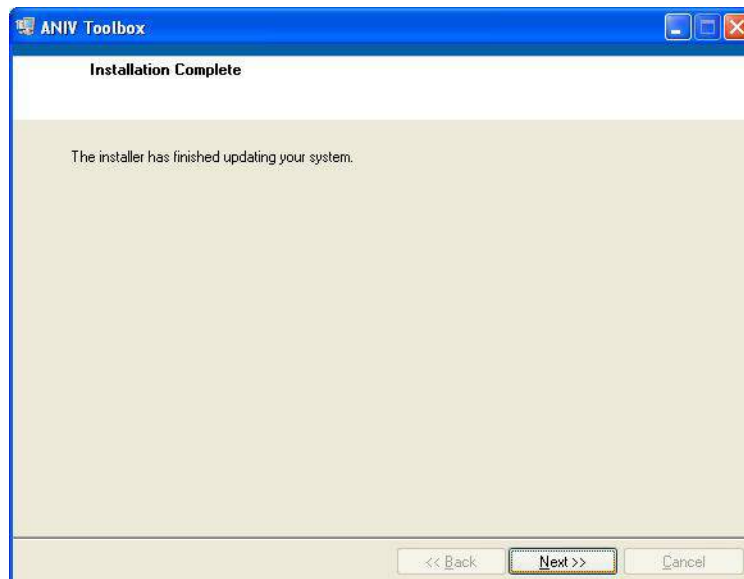 ANIV Toolbox
Installation Complete
The installer has finished updating your system.
<< Back Next >> Cancel